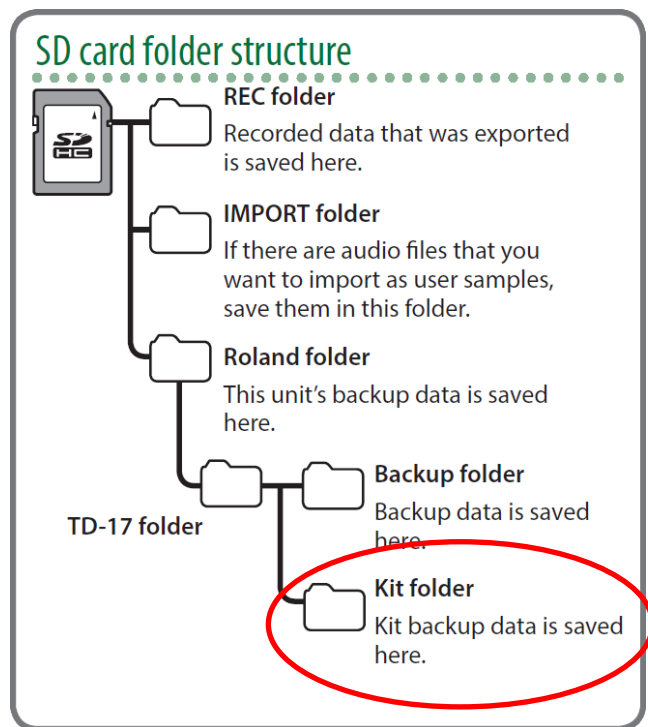 SD card folder structure
SD
HC
REC folder
Recorded data that was exported
is saved here.
IMPORT folder
If there are audio files that you
want to import as user samples,
save them in this folder.
Roland folder
This unit's backup data is saved
here.
TD-17 folder
Backup folder
Backup data is saved
here.
Kit folder
Kit backup data is saved
here.